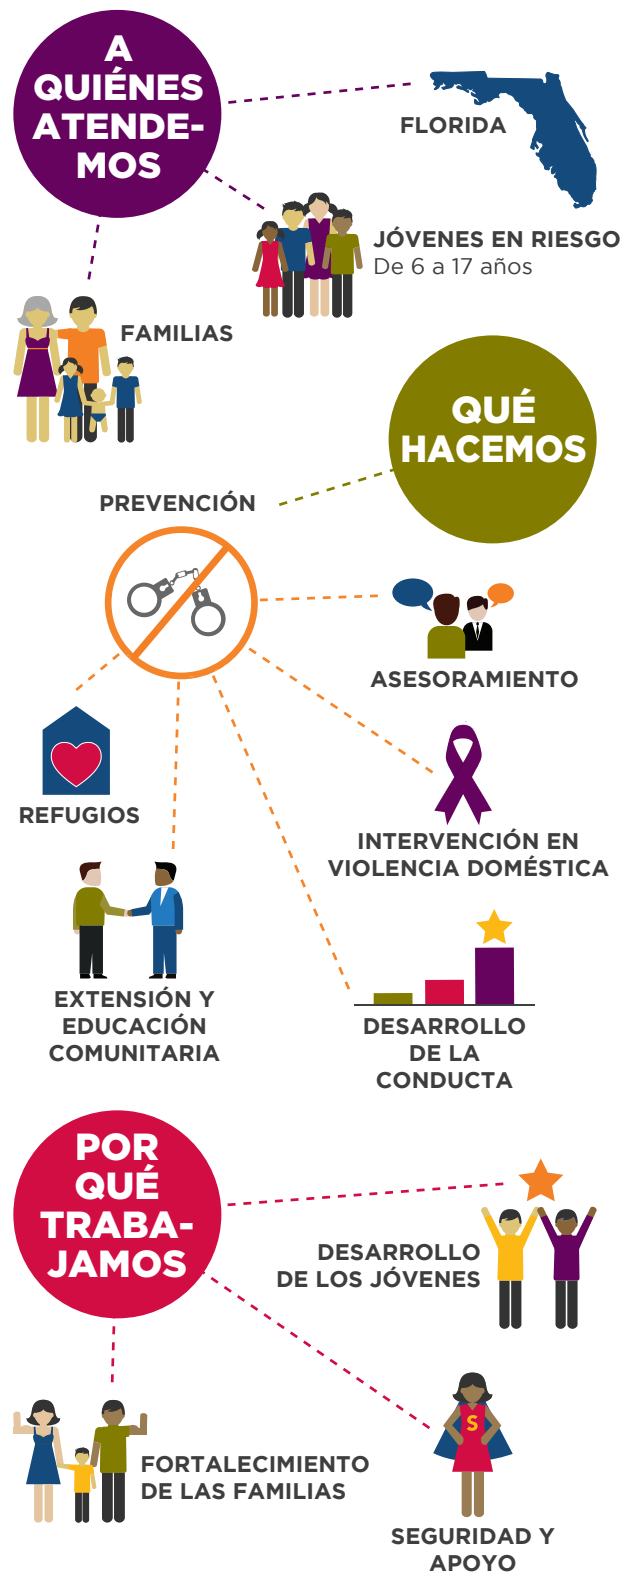 A
QUIÉNES
ATENDE-
MOS
FLORIDA
JÓVENES EN RIESGO
De 6 a 17 años
FAMILIAS
QUÉ
HACEMOS
PREVENCIÓN
ASESORAMIENTO
REFUGIOS
INTERVENCIÓN EN
VIOLENCIA DOMÉSTICA
EXTENSIÓN Y
EDUCACIÓN
COMUNITARIA
DESARROLLO
DE LA
CONDUCTA
POR
QUÉ
TRABA-
JAMOS
DESARROLLO
DE LOS JÓVENES
S
FORTALECIMIENTO
DE LAS FAMILIAS
SEGURIDAD Y
APOYO